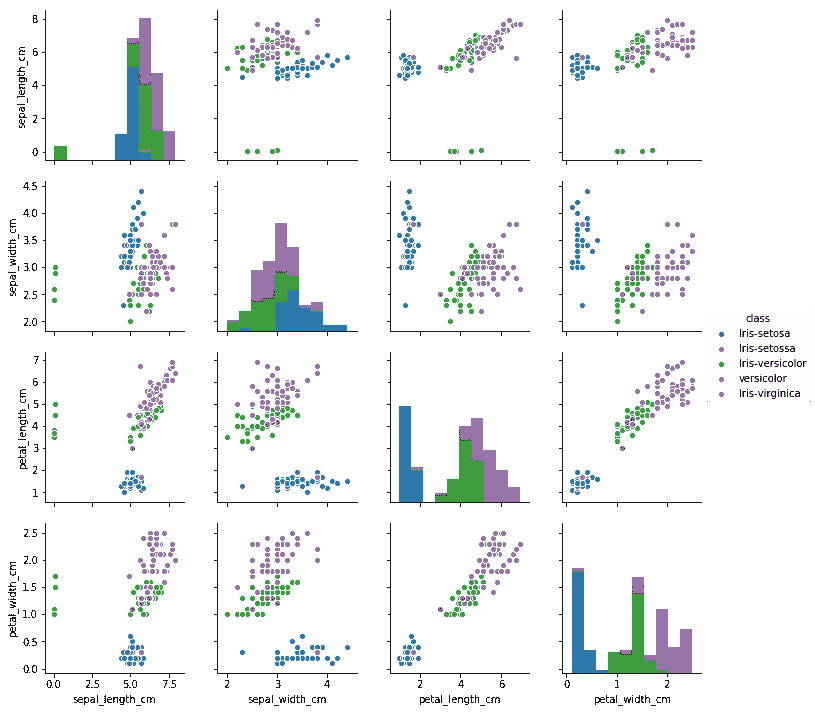 sepal_length_cm
8
6
4
2
0
sepal_width_cm
4.5
4.0
3.5
3.0
2.5
2.0
petal_length_cm
7
6
5
4
3
2
1
petal_width_cm
2.5
2.0
1.5
1.0
0.5
0.0
0.0 2.5 5.0 7.5
sepal_length_cm
2 3 4
sepal_width_cm
2 4 6
petal_length_cm
0 1 2
petal_width_cm
class
Iris-setosa
Iris-setossa
Iris-versicolor
versicolor
Iris-virginica